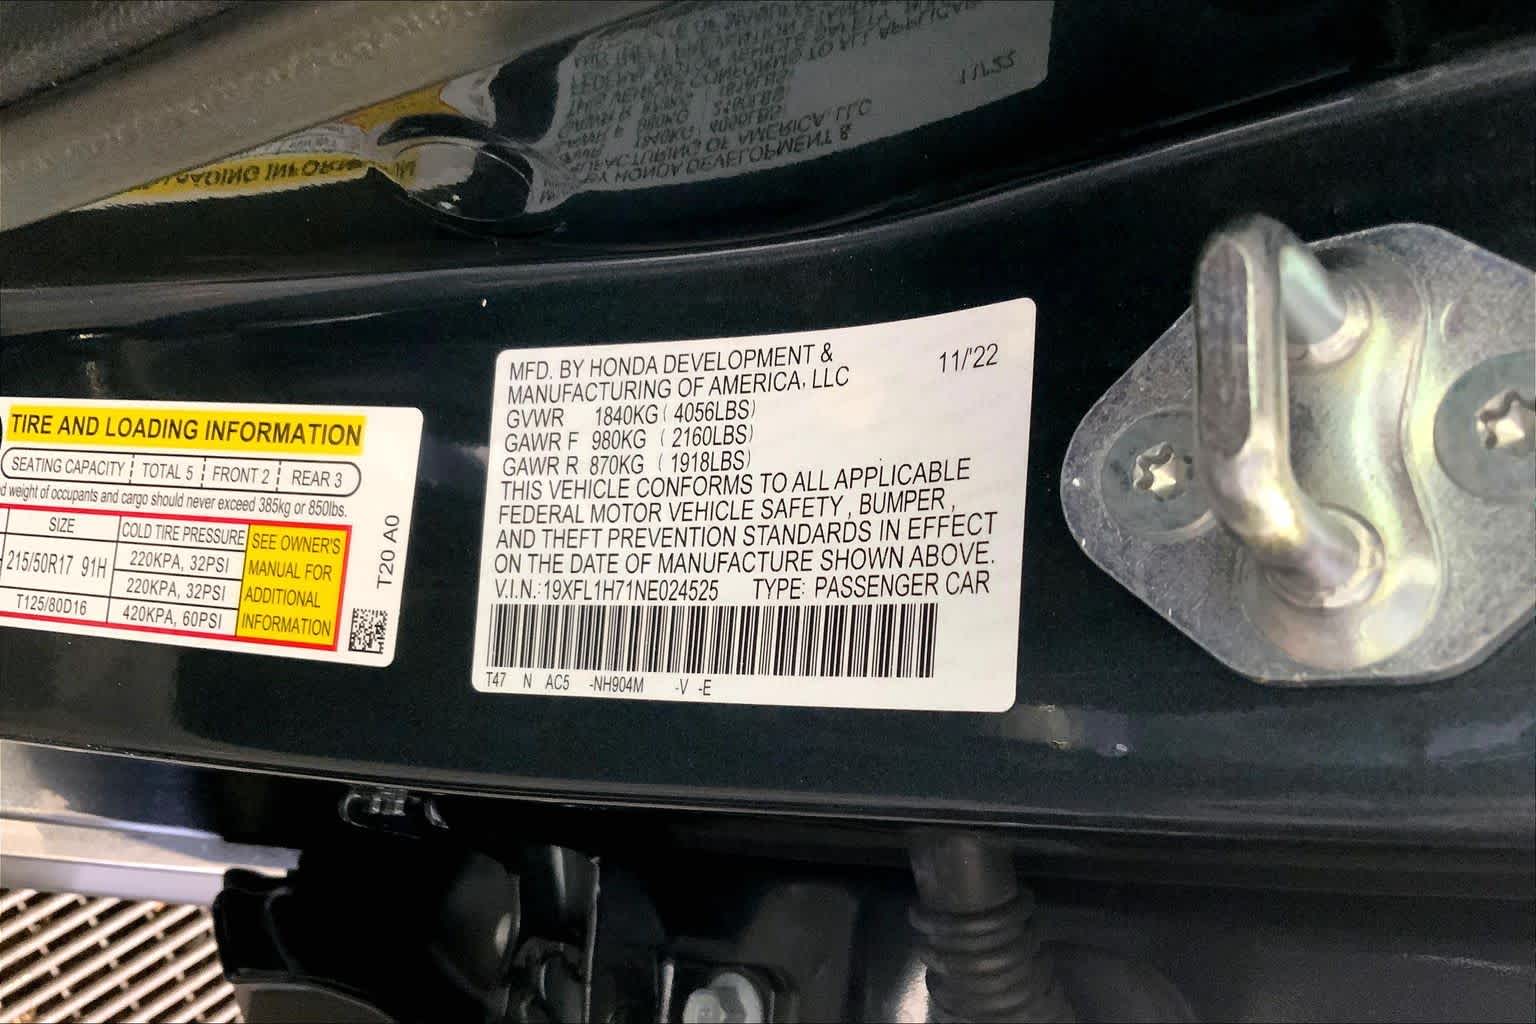 TIRE AND LOADING INFORMATION
SEATING CAPACITY TOTAL 5 FRONT 2 REAR 3
weight of occupants and cargo should never exceed 385kg or 850lbs.
SIZE COLD TIRE PRESSURE
215/50R17 91H 220KPA, 32PSI
220KPA, 32PSI
T125/80D16 420KPA, 60PSI
SEE OWNER'S
MANUAL FOR
ADDITIONAL
INFORMATION
T20 A0
MFD. BY HONDA DEVELOPMENT &
MANUFACTURING OF AMERICA, LLC
11/'22
GVWR 1840KG (4056LBS)
GAWR F 980KG (2160LBS)
GAWR R 870KG (1918LBS)
THIS VEHICLE CONFORMS TO ALL APPLICABLE
FEDERAL MOTOR VEHICLE SAFETY, BUMPER,
AND THEFT PREVENTION STANDARDS IN EFFECT
ON THE DATE OF MANUFACTURE SHOWN ABOVE.
V.I.N.: 19XFL1H71NE024525 TYPE: PASSENGER CAR
T47 N AC5 -NH904M -V -E